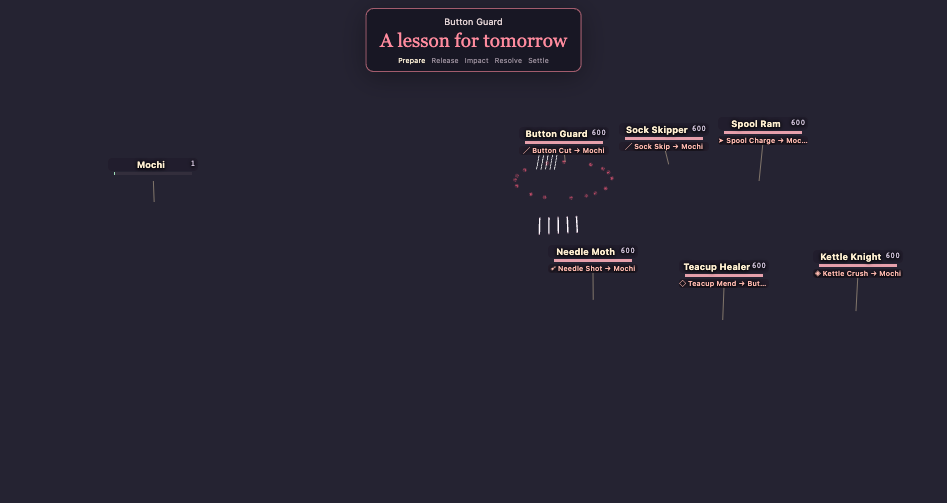 Button Guard
A lesson for tomorrow
Prepare Release Impact Resolve Settle
Mochi 1
Button Guard 600
Button Cut → Mochi
Sock Skipper 600
Sock Skip → Mochi
Spool Ram 600
Spool Charge → Moc...
Needle Moth 600
Needle Shot → Mochi
Teacup Healer 600
Teacup Mend → But...
Kettle Knight 600
Kettle Crush → Mochi